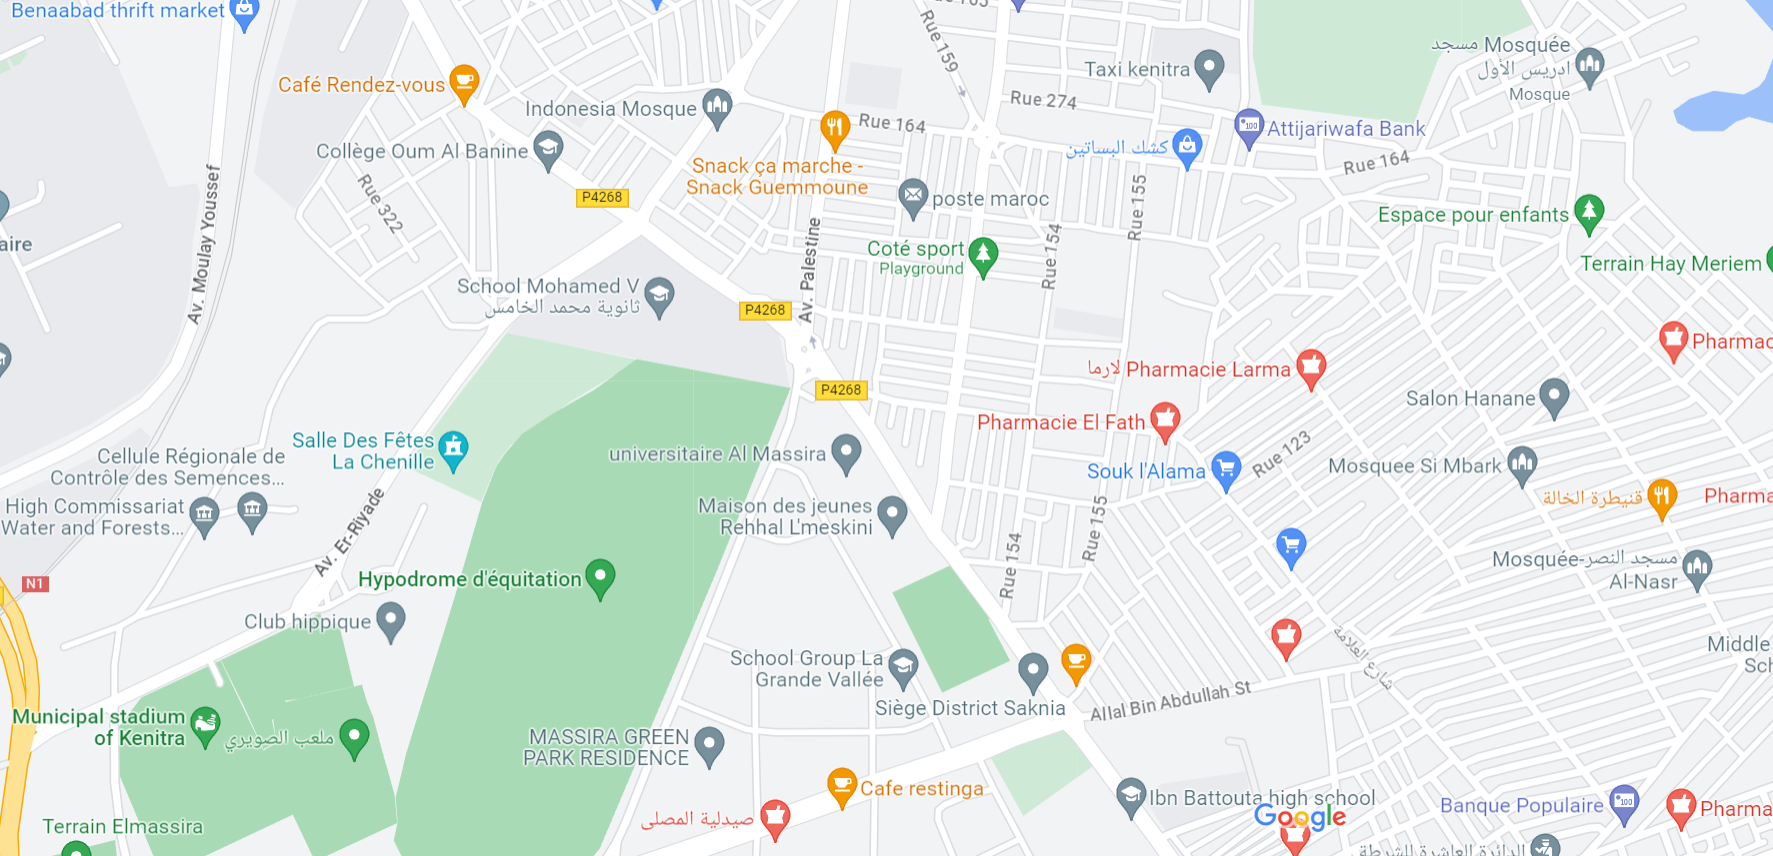 Benaabad thrift market
Rue 159
Mosquée مسجد
ادريس الأول
Mosque
Taxi kenitra
Café Rendez-vous
Indonesia Mosque
Rue 274
Rue 164
Attijariwafa Bank
كشك البساتين
Rue 164
Collège Oum Al Banine
Snack ça marche -
Snack Guemmoune
Rue 322
P4268
poste maroc
Rue 155
Espace pour enfants
aire
Av. Moulay Youssef
Av. Palestine
Coté sport
Playground
Rue 154
Terrain Hay Meriem
School Mohamed V
ثانوية محمد الخامس
P4268
Pharmac
Pharmacie Larma لارما
P4268
Salon Hanane
Pharmacie El Fath
Salle Des Fêtes
La Chenille
universitaire Al Massira
Rue 123
Cellule Régionale de
Contrôle des Semences...
Souk l'Alama
Mosquee Si Mbark
قنيطرة الخالة
Pharma
High Commissariat
Water and Forests...
Maison des jeunes
Rehhal L'meskini
Av. Er-Riyade
Rue 155
Rue 154
Mosquée-مسجد النصر
Al-Nasr
N1
Hypodrome d'équitation
Club hippique
شارع العلامة
School Group La
Grande Vallée
Middle
Sch
Siège District Saknia
Allal Bin Abdullah St
Municipal stadium
of Kenitra
ملعب الصويري
MASSIRA GREEN
PARK RESIDENCE
Cafe restinga
Ibn Battouta high school
Google
Banque Populaire
Pharma
صيدلية المصلى
Terrain Elmassira
الدائرة العاشرة للشرطة